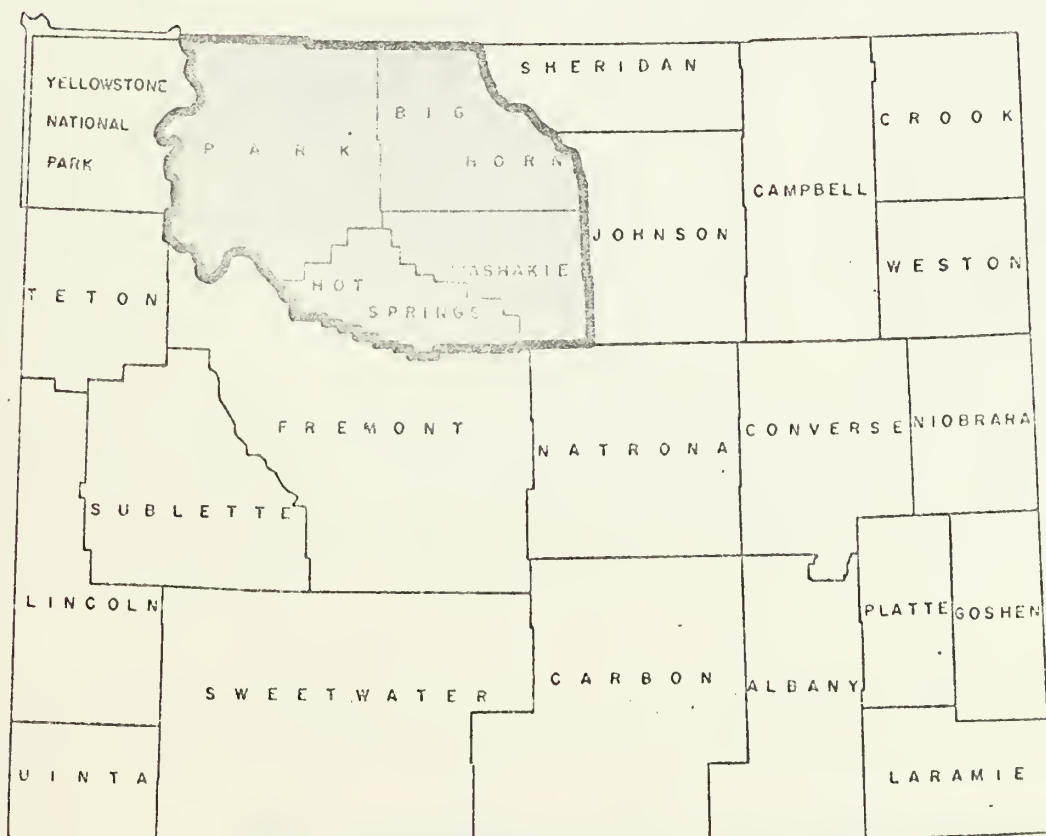 YELLOWSTONE
NATIONAL
PARK
PARK
BIG
HORN
SHERIDAN
CROOK
CAMPBELL
JOHNSON
WESTON
TETON
HOT
SPRINGS
WASHAKIE
FREMONT
NATRONA
CONVERSE
NIOBRARA
SUBLETTE
LINCOLN
PLATTE
GOSHEN
SWEETWATER
CARBON
ALBANY
UINTA
LARAMIE